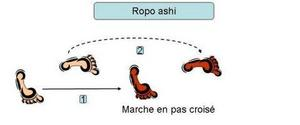 Ropo ashi
2
1
Marche en pas croisé